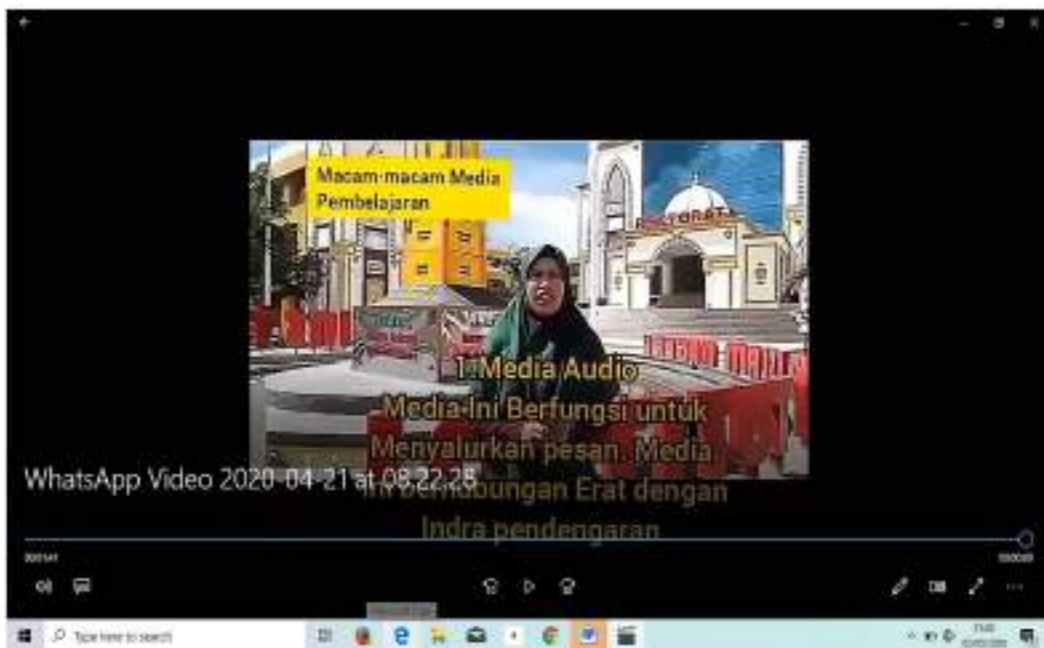 Macam-macam Media
Pembelajaran
REKTORAT
1. Media Audio
Media Ini Berfungsi untuk
Menyalurkan pesan. Media
Ini berhubungan Erat dengan
Indra pendengaran
WhatsApp Video 2020-04-21 at 08.22.28
Type here to search